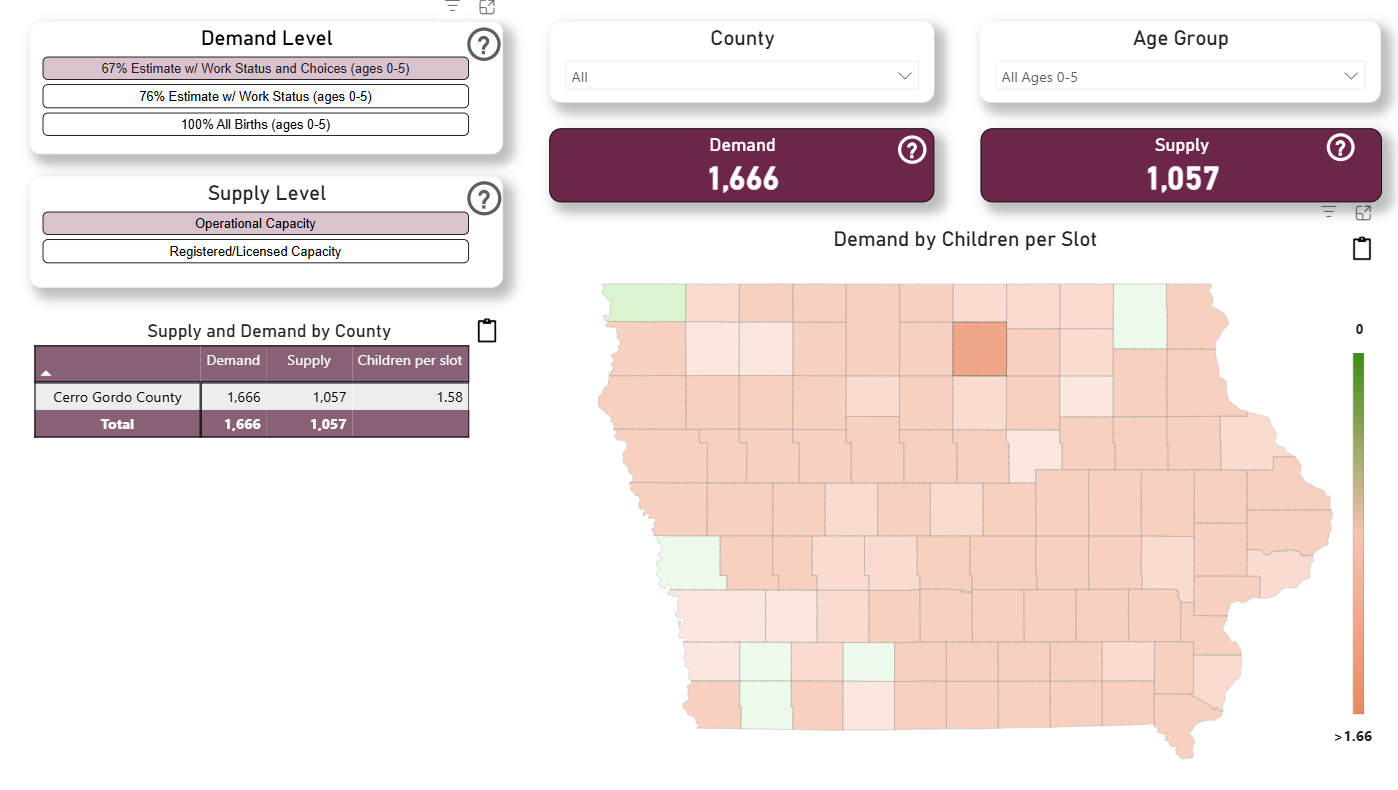 Demand Level
?
67% Estimate w/ Work Status and Choices (ages 0-5)
76% Estimate w/ Work Status (ages 0-5)
100% All Births (ages 0-5)
Supply Level
?
Operational Capacity
Registered/Licensed Capacity
Supply and Demand by County
Demand Supply Children per slot
Cerro Gordo County 1,666 1,057 1.58
Total 1,666 1,057
County
All
Age Group
All Ages 0-5
Demand
?
1,666
Supply
?
1,057
Demand by Children per Slot
0
>1.66